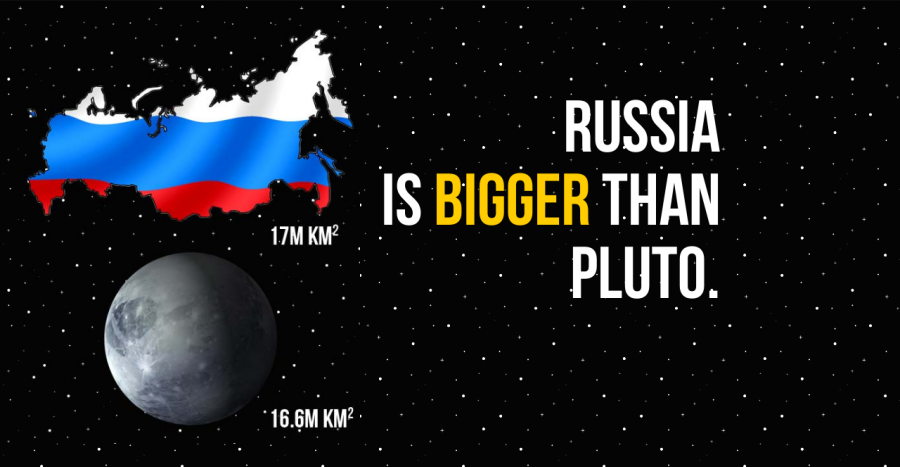 17M KM²
16.6M KM²
RUSSIA
IS BIGGER THAN
PLUTO.